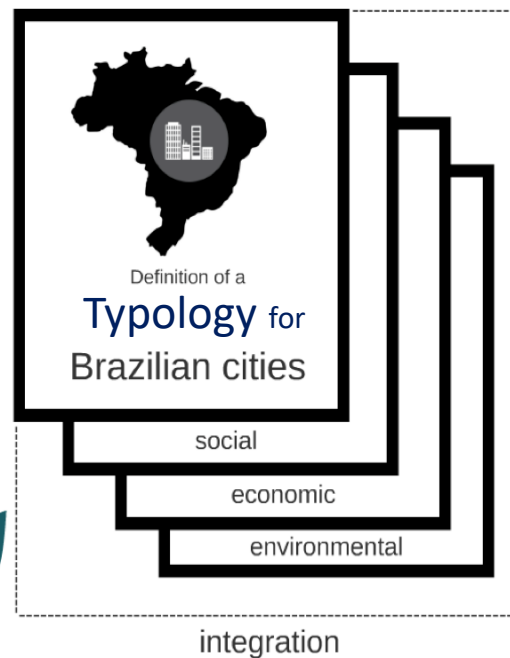 Definition of a
Typology for
Brazilian cities
social
economic
environmental
integration